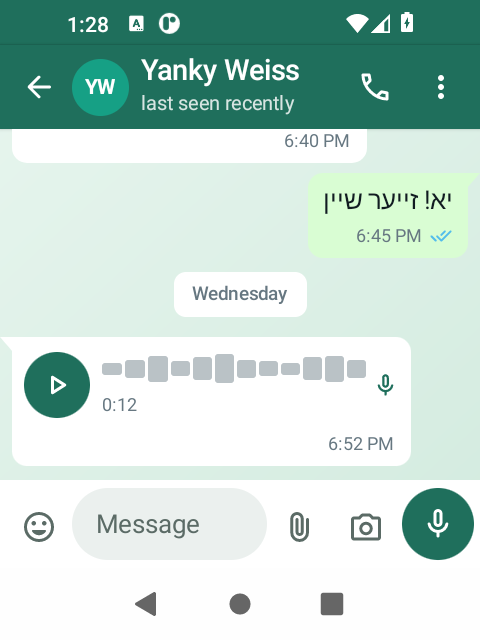 1:28 A
YW Yanky Weiss
last seen recently
6:40 PM
יא! זייער שיין
6:45 PM
Wednesday
0:12
6:52 PM
Message